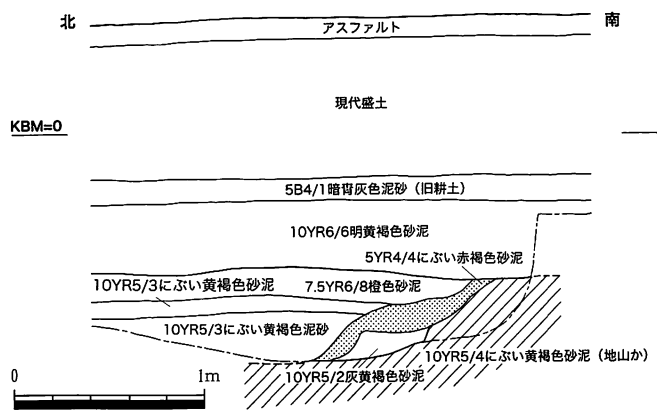 北
南
アスファルト
現代盛土
KBM=0
5B4/1暗青灰色泥砂（旧耕土）
10YR6/6明黄褐色砂泥
5YR4/4にぶい赤褐色砂泥
10YR5/3にぶい黄褐色砂泥
7.5YR6/8橙色砂泥
10YR5/3にぶい黄褐色泥砂
10YR5/4にぶい黄褐色砂泥（地山か）
10YR5/2灰黄褐色砂泥
0
1m